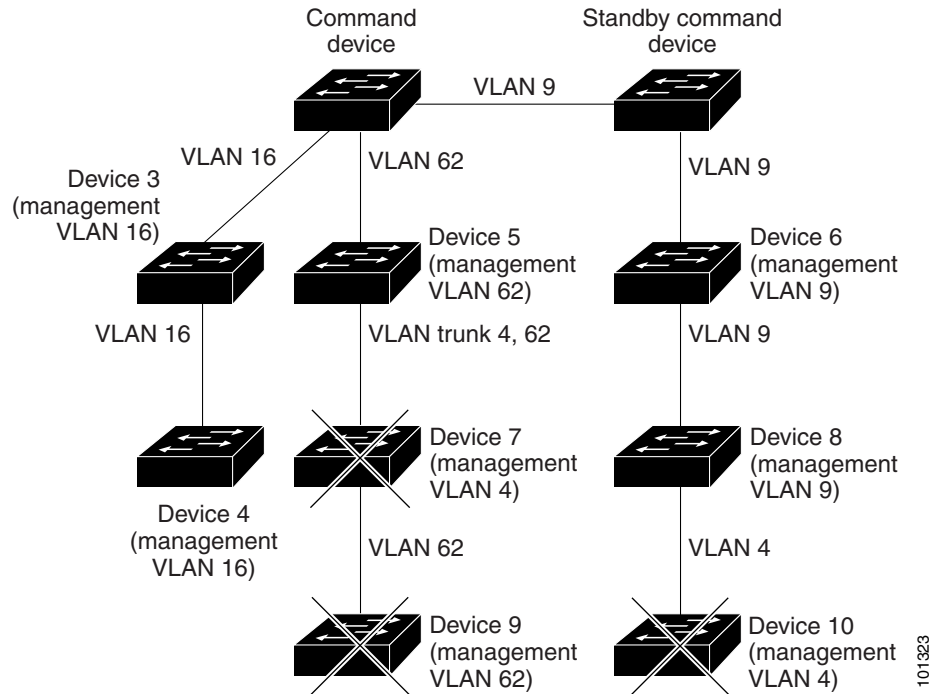 Command
device
Standby command
device
VLAN 9
VLAN 16
VLAN 62
VLAN 9
Device 3
(management
VLAN 16)
Device 5
(management
VLAN 62)
Device 6
(management
VLAN 9)
VLAN 16
VLAN trunk 4, 62
VLAN 9
Device 7
(management
VLAN 4)
Device 8
(management
VLAN 9)
Device 4
(management
VLAN 16)
VLAN 62
VLAN 4
Device 9
(management
VLAN 62)
Device 10
(management
VLAN 4)
101323